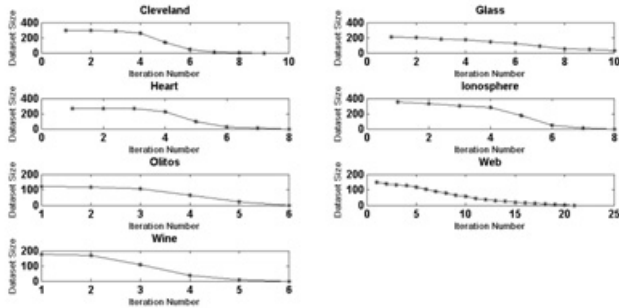 Cleveland
Dataset Size
400
200
0
0 2 4 6 8 10
Iteration Number
Glass
Dataset Size
400
200
0
0 2 4 6 8 10
Iteration Number
Heart
Dataset Size
400
200
0
0 2 4 6 8
Iteration Number
Ionosphere
Dataset Size
400
200
0
0 2 4 6 8
Iteration Number
Olitos
Dataset Size
200
100
0
1 2 3 4 5 6
Iteration Number
Web
Dataset Size
200
100
0
0 5 10 15 20 25
Iteration Number
Wine
Dataset Size
200
100
0
1 2 3 4 5 6
Iteration Number